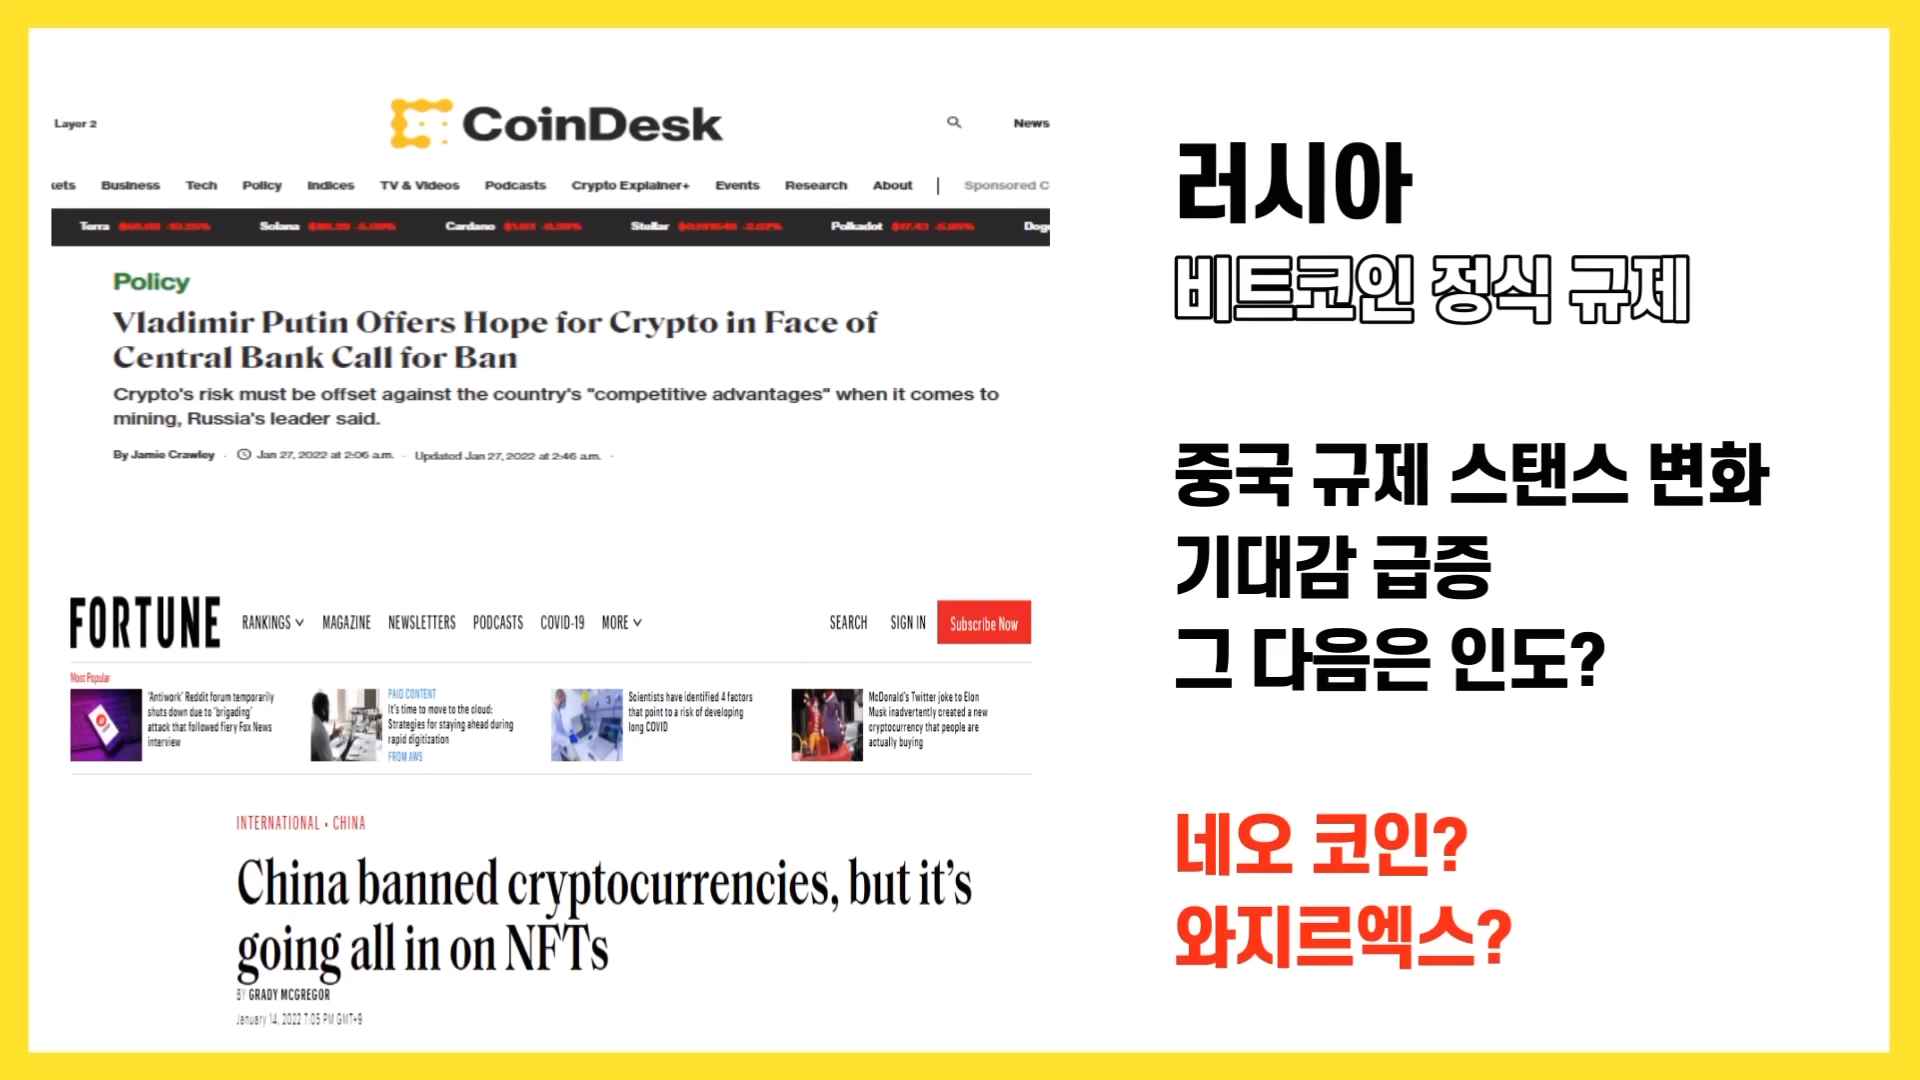 Layer 2
CoinDesk
News
kets Business Tech Policy Indices TV & Videos Podcasts Crypto Explainer+ Events Research About | Sponsored C
Terra Solana Cardano Stellar Polkadot Doge
Policy
Vladimir Putin Offers Hope for Crypto in Face of
Central Bank Call for Ban
Crypto's risk must be offset against the country's "competitive advantages" when it comes to
mining, Russia's leader said.
By Jamie Crawley · Jan 27, 2022 at 2:06 a.m. · Updated Jan 27, 2022 at 2:46 a.m. ·
FORTUNE RANKINGS MAGAZINE NEWSLETTERS PODCASTS COVID-19 MORE SEARCH SIGN IN Subscribe Now
Most Popular
'Antiwork' Reddit forum temporarily
shuts down due to 'brigading'
attack that followed fiery Fox News
interview
PAID CONTENT
It's time to move to the cloud:
Strategies for staying ahead during
rapid digitization
FROM AWS
Scientists have identified 4 factors
that point to a risk of developing
long COVID
McDonald's Twitter joke to Elon
Musk inadvertently created a new
cryptocurrency that people are
actually buying
INTERNATIONAL • CHINA
China banned cryptocurrencies, but it's
going all in on NFTs
BY GRADY MCGREGOR
January 14, 2022 7:05 PM GMT+9
러시아
비트코인 정식 규제
중국 규제 스탠스 변화
기대감 급증
그 다음은 인도?
네오 코인?
와지르엑스?